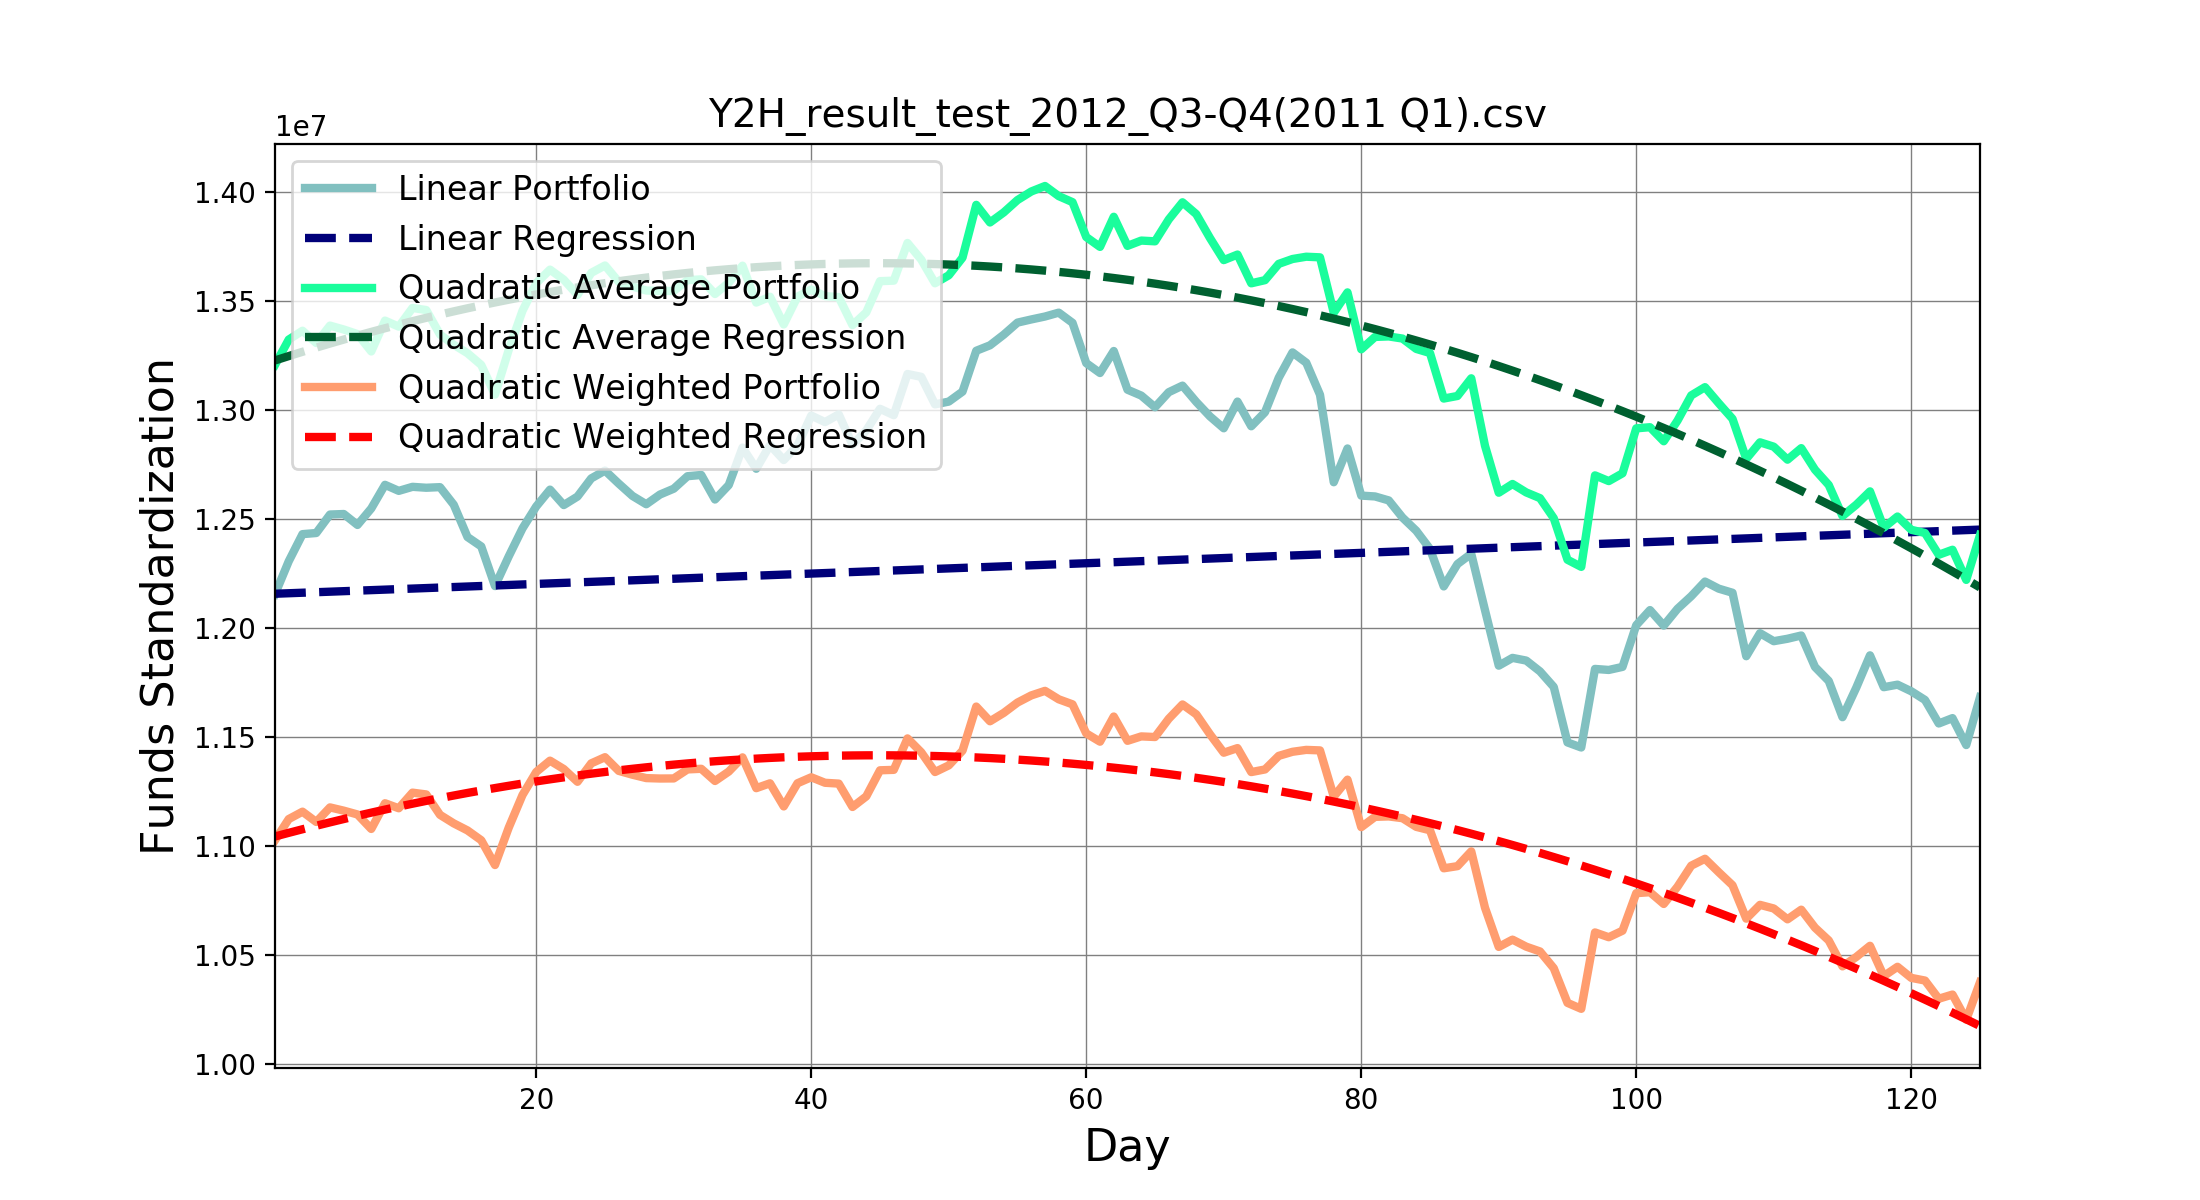 Y2H_result_test_2012_Q3-Q4(2011 Q1).csv
1e7
Linear Portfolio
Linear Regression
Quadratic Average Portfolio
Quadratic Average Regression
Quadratic Weighted Portfolio
Quadratic Weighted Regression
Funds Standardization
1.40
1.35
1.30
1.25
1.20
1.15
1.10
1.05
1.00
20 40 60 80 100 120
Day